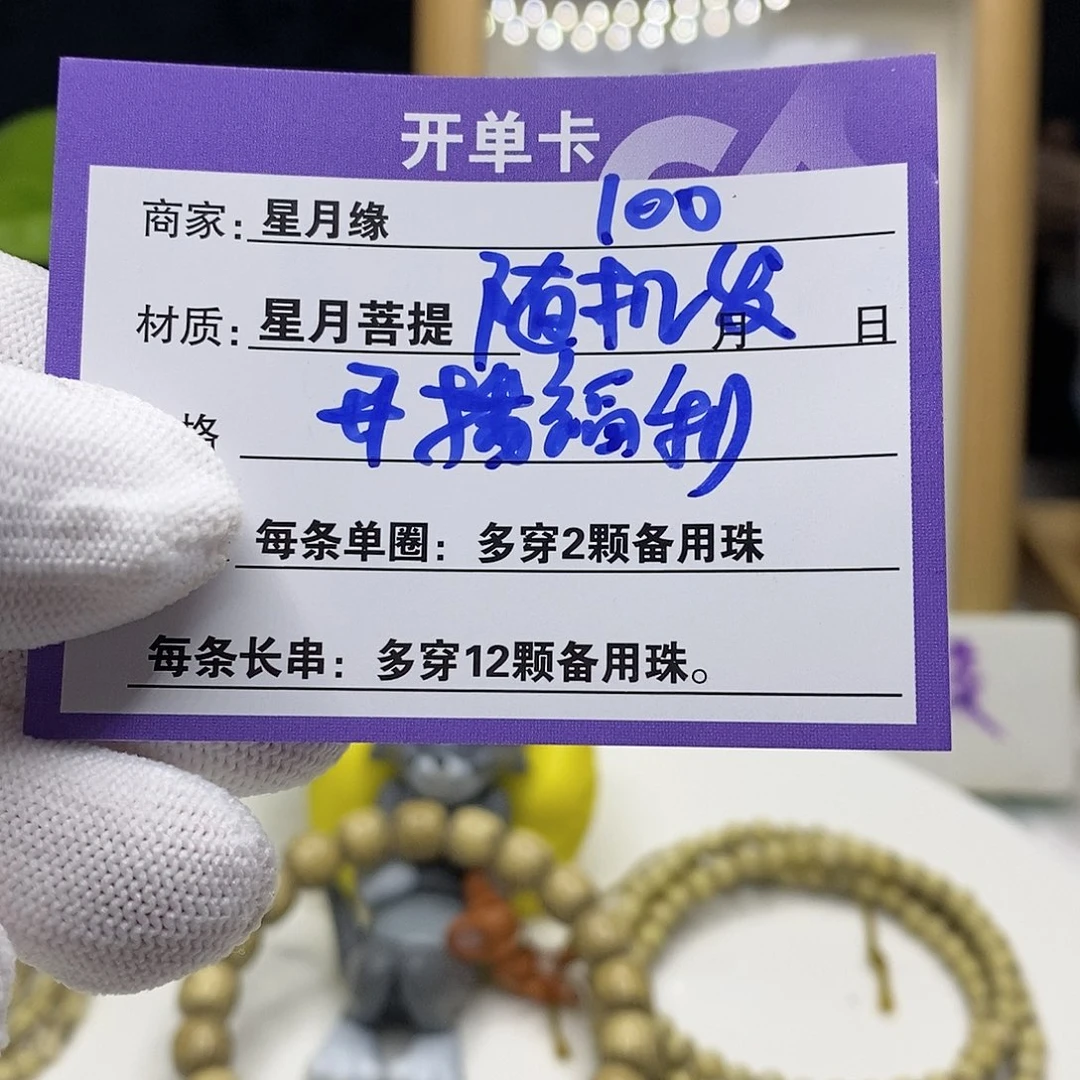 开单卡
商家：星月缘 100
材质：星月菩提 随机发 月 日
格 开播福利
每条单圈：多穿2颗备用珠
每条长串：多穿12颗备用珠。